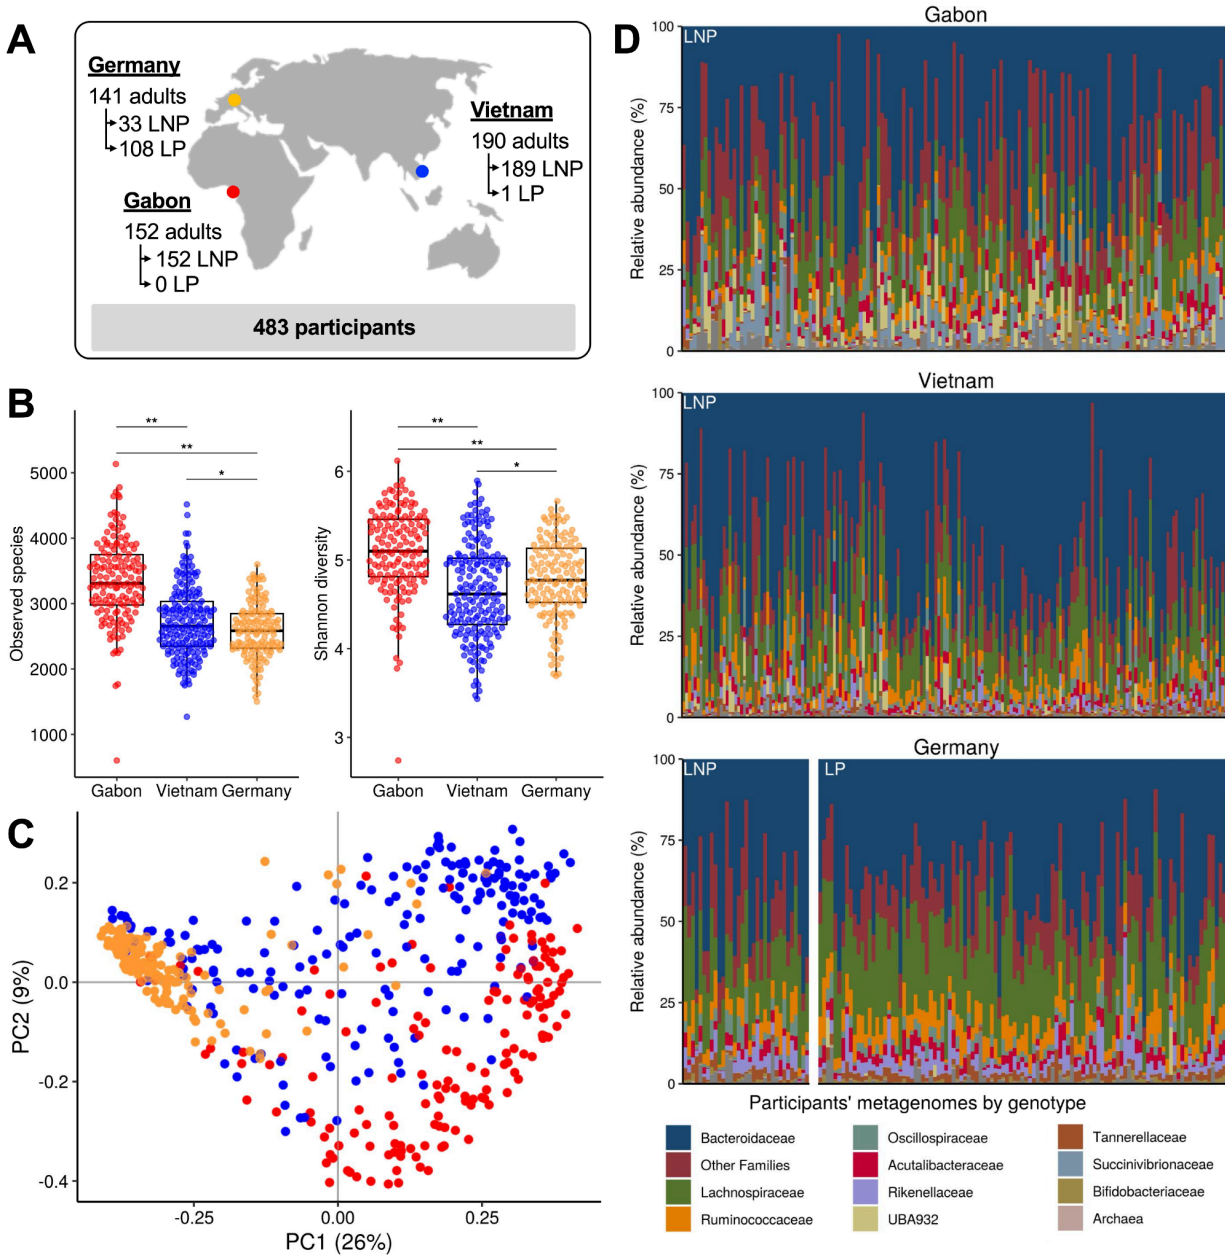 A
Germany
141 adults
33 LNP
108 LP
Gabon
152 adults
152 LNP
0 LP
Vietnam
190 adults
189 LNP
1 LP
483 participants
B
**
**
*
Observed species
5000
4000
3000
2000
1000
Gabon
Vietnam
Germany
**
**
*
Shannon diversity
6
5
4
3
Gabon
Vietnam
Germany
C
PC2 (9%)
0.2
0.0
-0.2
-0.4
-0.25
0.00
0.25
PC1 (26%)
D
Gabon
LNP
Relative abundance (%)
100
75
50
25
0
Vietnam
LNP
Relative abundance (%)
100
75
50
25
0
Germany
LNP
LP
Relative abundance (%)
100
75
50
25
0
Participants' metagenomes by genotype
Bacteroidaceae
Other Families
Lachnospiraceae
Ruminococcaceae
Oscillospiraceae
Acutalibacteraceae
Rikenellaceae
UBA932
Tannerellaceae
Succinivibrionaceae
Bifidobacteriaceae
Archaea